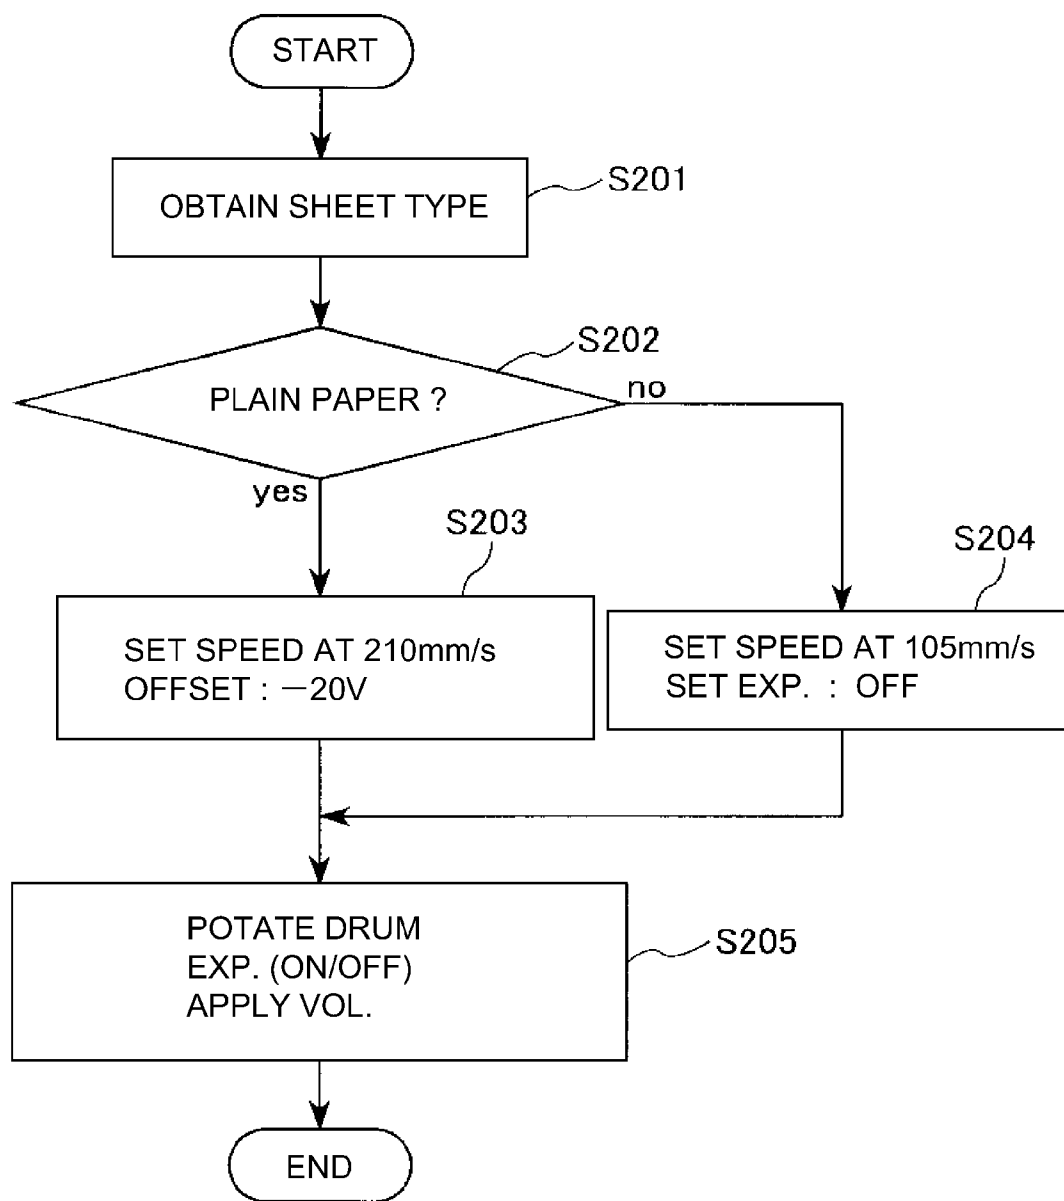 START
OBTAIN SHEET TYPE
S201
PLAIN PAPER ?
S202
no
yes
S203
SET SPEED AT 210mm/s
OFFSET : －20V
S204
SET SPEED AT 105mm/s
SET EXP. : OFF
POTATE DRUM
EXP. (ON/OFF)
APPLY VOL.
S205
END